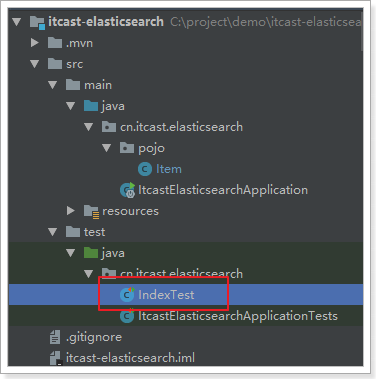 itcast-elasticsearch C:\project\demo\itcast-elasticsea
.mvn
src
main
java
cn.itcast.elasticsearch
pojo
Item
ItcastElasticsearchApplication
resources
test
java
cn.itcast.elasticsearch
IndexTest
ItcastElasticsearchApplicationTests
.gitignore
itcast-elasticsearch.iml